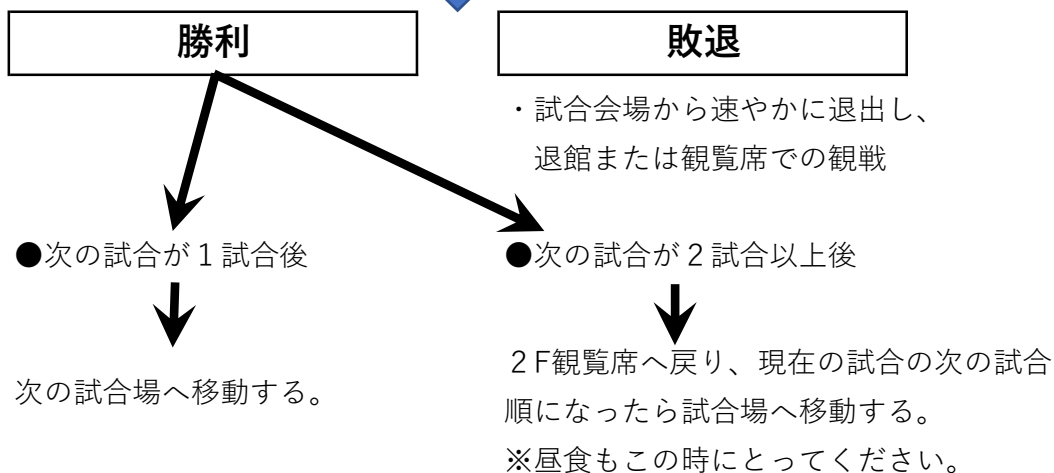 勝利
敗退
・試合会場から速やかに退出し、
退館または観覧席での観戦
●次の試合が１試合後
●次の試合が２試合以上後
次の試合場へ移動する。
２F観覧席へ戻り、現在の試合の次の試合
順になったら試合場へ移動する。
※昼食もこの時にとってください。